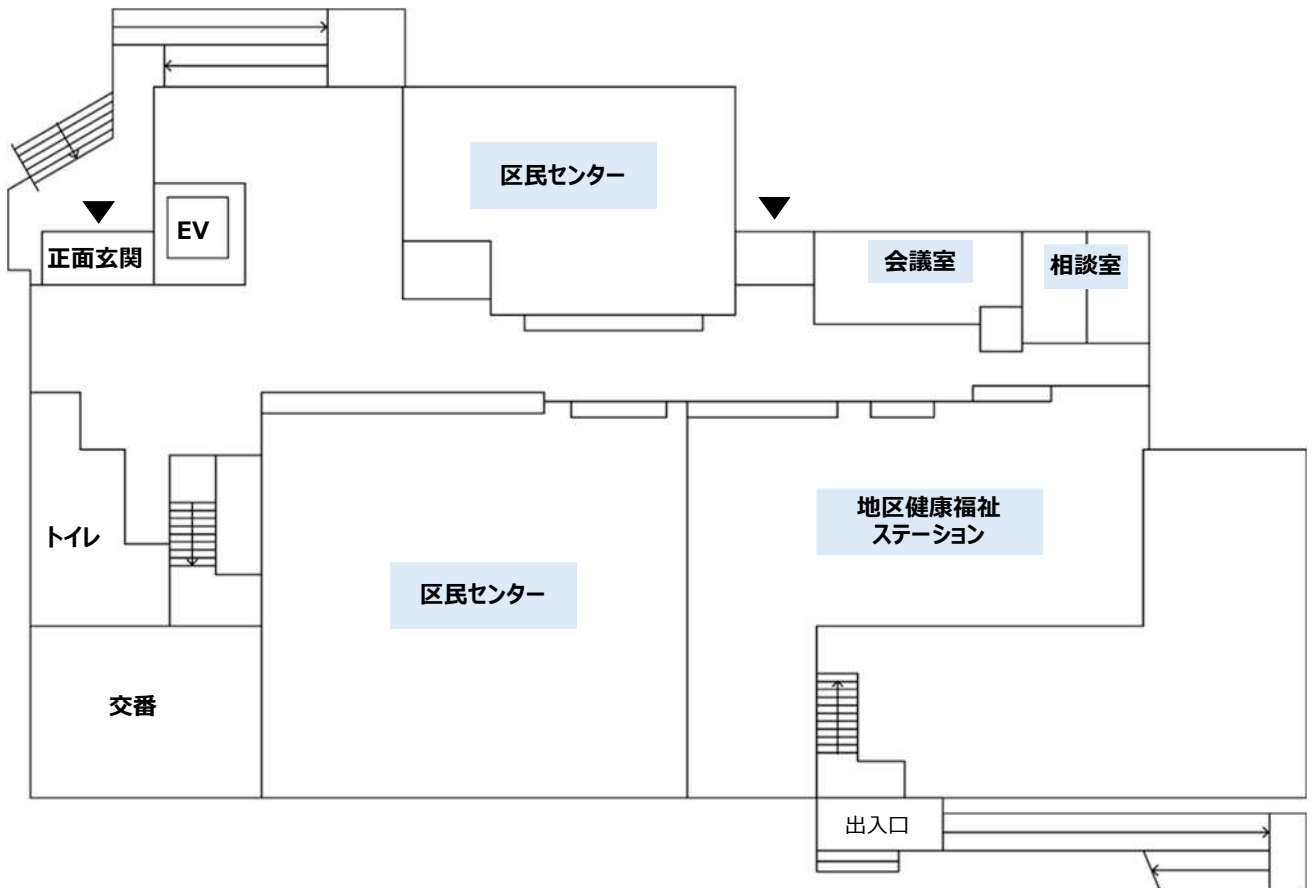 区民センター
EV
正面玄関
会議室
相談室
地区健康福祉
ステーション
トイレ
区民センター
交番
出入口